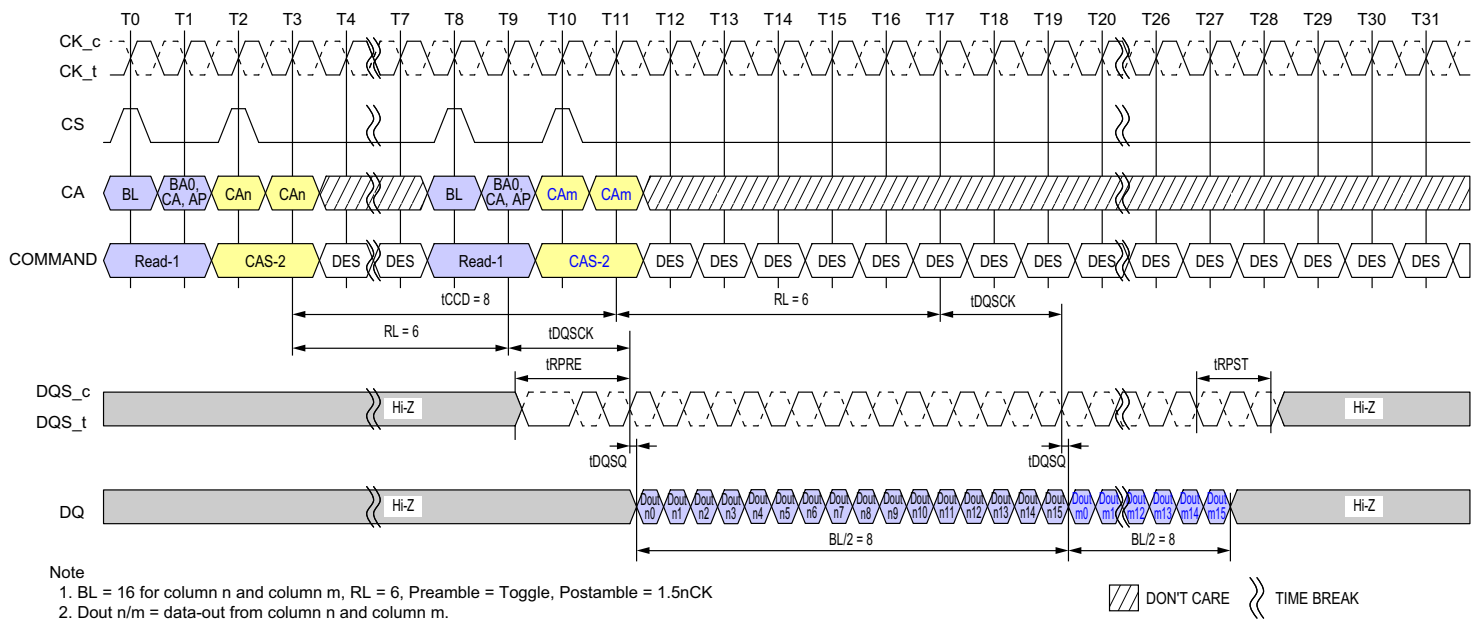 T0 T1 T2 T3 T4 T7 T8 T9 T10 T11 T12 T13 T14 T15 T16 T17 T18 T19 T20 T26 T27 T28 T29 T30 T31
CK_c
CK_t
CS
CA BL BA0, CA, AP CAn CAn BL BA0, CA, AP CAm CAm
COMMAND Read-1 CAS-2 DES DES Read-1 CAS-2 DES DES DES DES DES DES DES DES DES DES DES DES DES DES DES
tCCD = 8 RL = 6 tDQSCK
RL = 6 tDQSCK
tRPRE tRPST
DQS_c
DQS_t
Hi-Z Hi-Z
tDQSQ tDQSQ
DQ Hi-Z Dout n0 Dout n1 Dout n2 Dout n3 Dout n4 Dout n5 Dout n6 Dout n7 Dout n8 Dout n9 Dout n10 Dout n11 Dout n12 Dout n13 Dout n14 Dout n15 Dout m0 Dout m1 Dout m12 Dout m13 Dout m14 Dout m15 Hi-Z
BL/2 = 8 BL/2 = 8
Note
1. BL = 16 for column n and column m, RL = 6, Preamble = Toggle, Postamble = 1.5nCK
2. Dout n/m = data-out from column n and column m.
DON'T CARE TIME BREAK